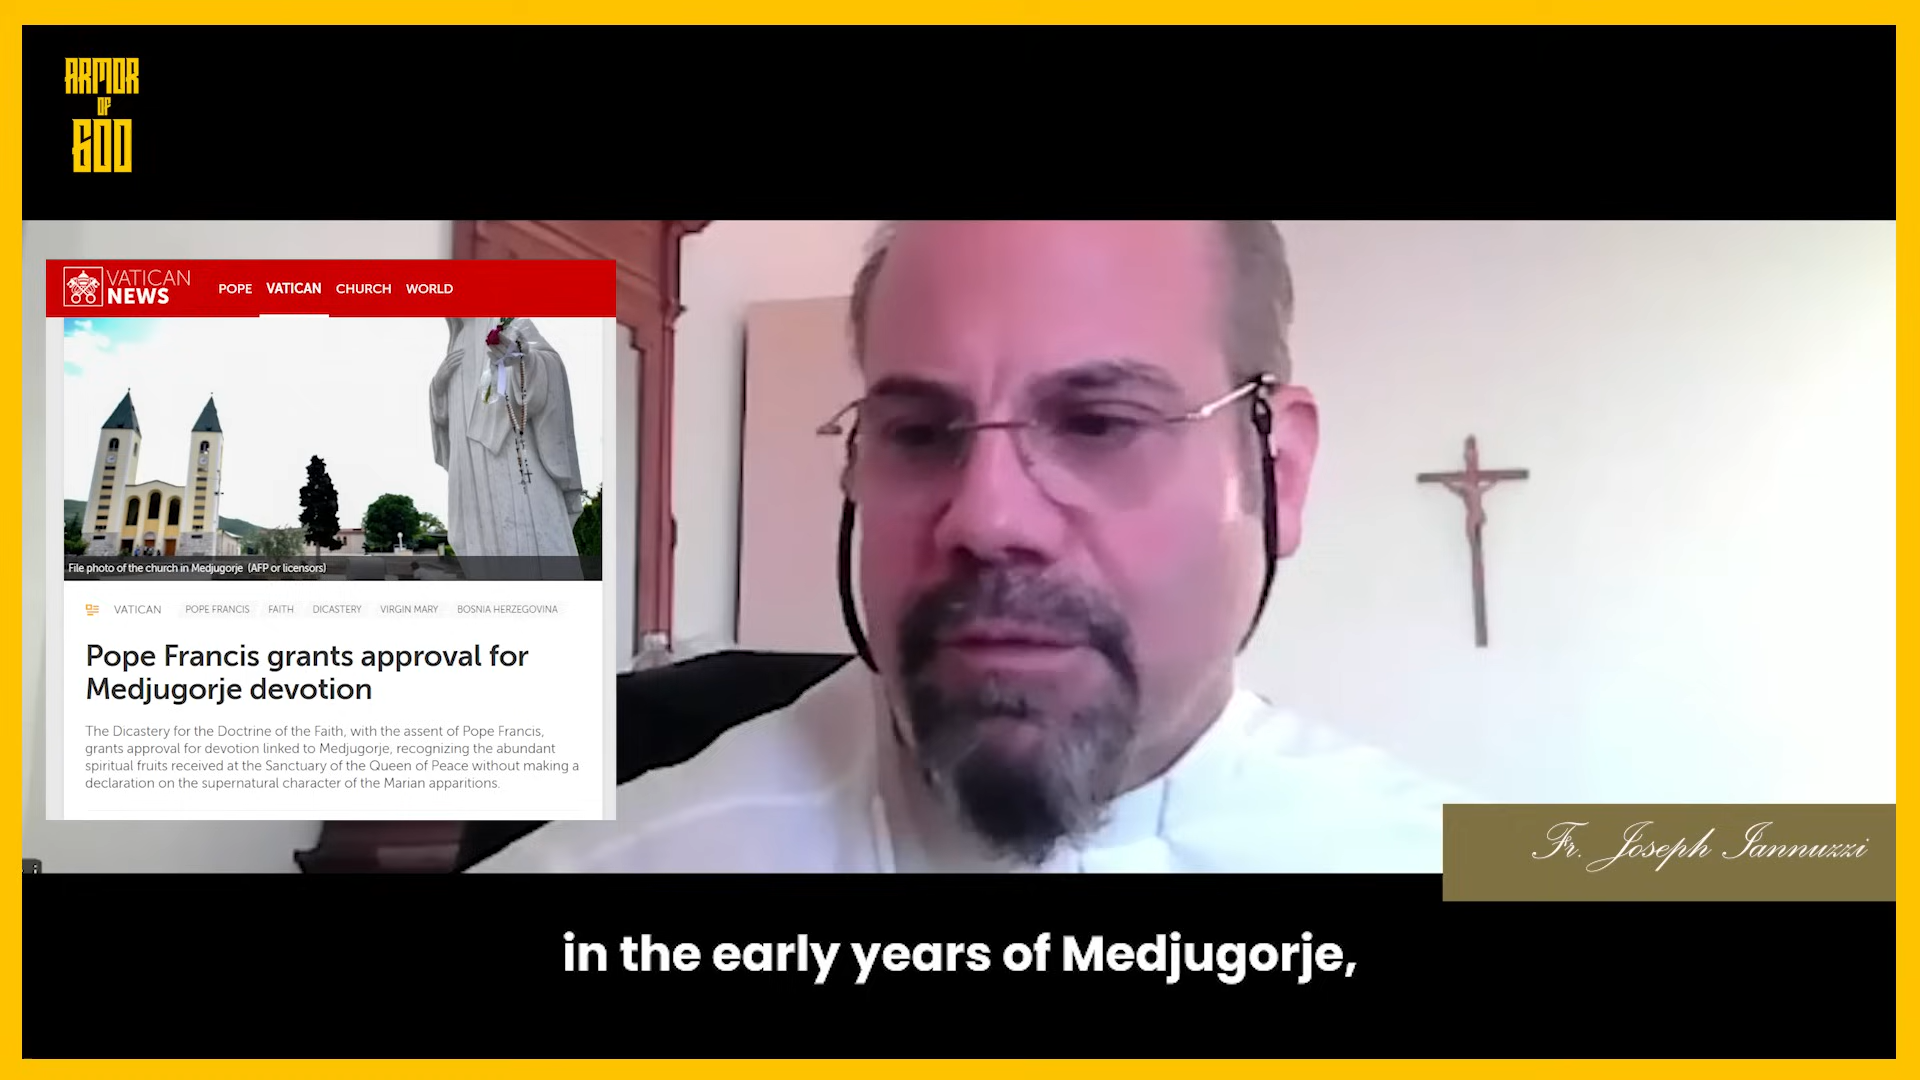 ARMOR
OF
GOD
VATICAN
NEWS
POPE VATICAN CHURCH WORLD
File photo of the church in Medjugorje (AFP or licensors)
VATICAN POPE FRANCIS FAITH DICASTERY VIRGIN MARY BOSNIA HERZEGOVINA
Pope Francis grants approval for
Medjugorje devotion
The Dicastery for the Doctrine of the Faith, with the assent of Pope Francis,
grants approval for devotion linked to Medjugorje, recognizing the abundant
spiritual fruits received at the Sanctuary of the Queen of Peace without making a
declaration on the supernatural character of the Marian apparitions.
Fr. Joseph Iannuzzi
in the early years of Medjugorje,